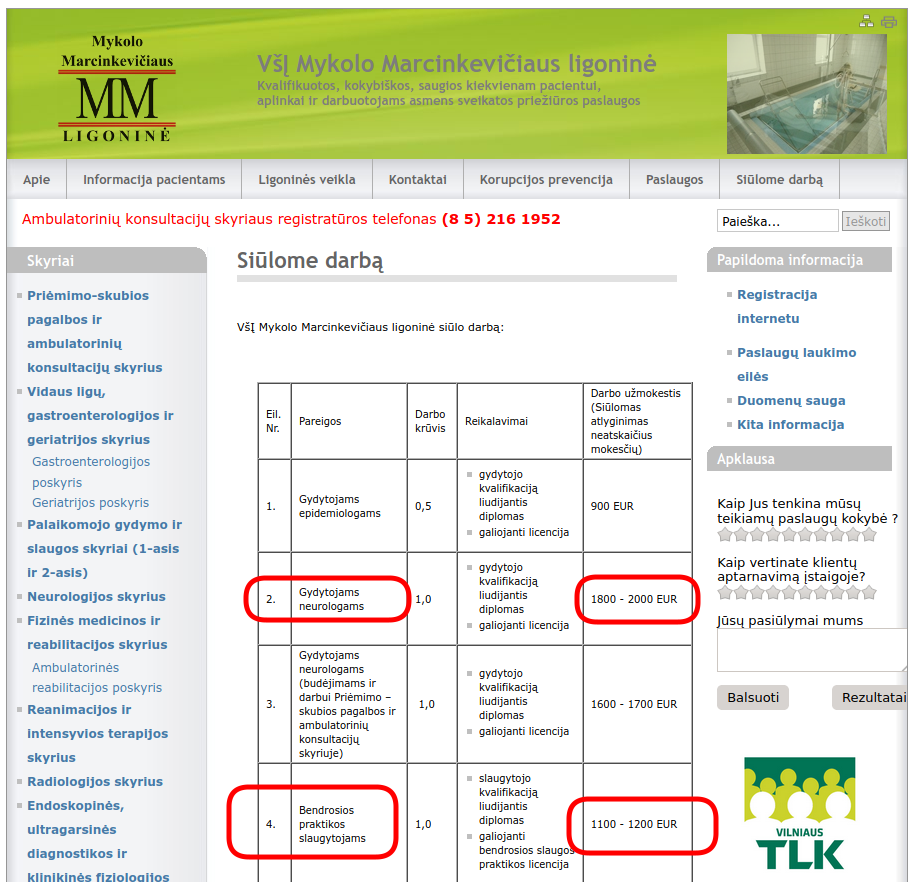 Mykolo
Marcinkevičiaus
MM
LIGONINĖ
VšĮ Mykolo Marcinkevičiaus ligoninė
Kvalifikuotos, kokybiškos, saugios kiekvienam pacientui,
aplinkai ir darbuotojams asmens sveikatos priežiūros paslaugos
Apie
Informacija pacientams
Ligoninės veikla
Kontaktai
Korupcijos prevencija
Paslaugos
Siūlome darbą
Ambulatorinių konsultacijų skyriaus registratūros telefonas (8 5) 216 1952
Paieška...
Ieškoti
Skyriai
Priėmimo-skubios
pagalbos ir
ambulatorinių
konsultacijų skyrius
Vidaus ligų,
gastroenterologijos ir
geriatrijos skyrius
Gastroenterologijos
poskyris
Geriatrijos poskyris
Palaikomojo gydymo ir
slaugos skyriai (1-asis
ir 2-asis)
Neurologijos skyrius
Fizinės medicinos ir
reabilitacijos skyrius
Ambulatorinės
reabilitacijos poskyris
Reanimacijos ir
intensyvios terapijos
skyrius
Radiologijos skyrius
Endoskopinės,
ultragarsinės
diagnostikos ir
klinikinės fiziologijos
Siūlome darbą
VšĮ Mykolo Marcinkevičiaus ligoninė siūlo darbą:
Eil.
Nr.
Pareigos
Darbo
krūvis
Reikalavimai
Darbo užmokestis
(Siūlomas
atlyginimas
neatskaičius
mokesčių)
1.
Gydytojams
epidemiologams
0,5
gydytojo
kvalifikaciją
liudijantis
diplomas
galiojanti licencija
900 EUR
2.
Gydytojams
neurologams
1,0
gydytojo
kvalifikaciją
liudijantis
diplomas
galiojanti licencija
1800 - 2000 EUR
3.
Gydytojams
neurologams
(budėjimams ir
darbui Priėmimo –
skubios pagalbos ir
ambulatorinių
konsultacijų
skyriuje)
1,0
gydytojo
kvalifikaciją
liudijantis
diplomas
galiojanti licencija
1600 - 1700 EUR
4.
Bendrosios
praktikos
slaugytojams
1,0
slaugytojo
kvalifikaciją
liudijantis
diplomas
galiojanti
bendrosios slaugos
praktikos licencija
1100 - 1200 EUR
Papildoma informacija
Registracija
internetu
Paslaugų laukimo
eilės
Duomenų sauga
Kita informacija
Apklausa
Kaip Jus tenkina mūsų
teikiamų paslaugų kokybė ?
Kaip vertinate klientų
aptarnavimą įstaigoje?
Jūsų pasiūlymai mums
Balsuoti
Rezultatai
VILNIAUS
TLK